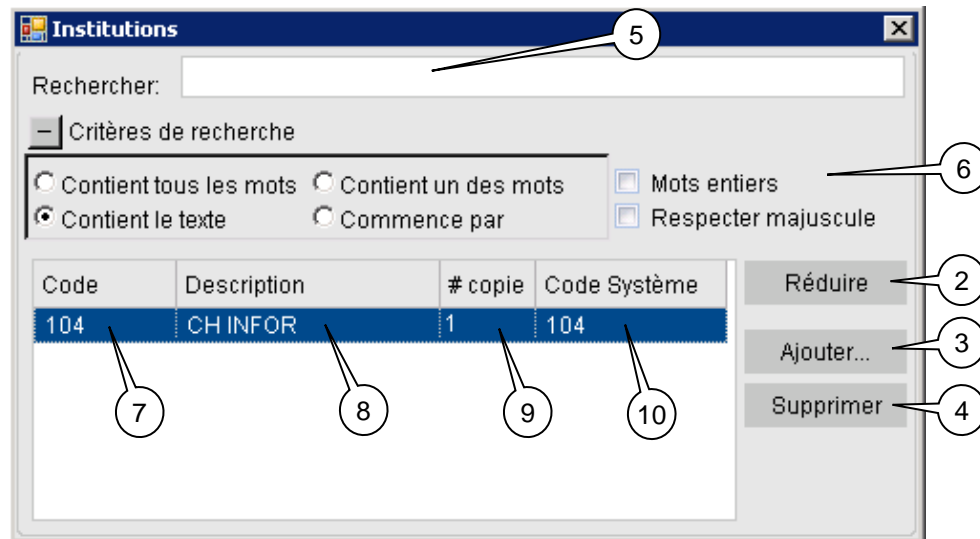 Institutions
5
Rechercher:
Critères de recherche
Contient tous les mots Contient un des mots Mots entiers 6
Contient le texte Commence par Respecter majuscule
Code Description # copie Code Système Réduire 2
104 CH INFOR 1 104
Ajouter... 3
7 8 9 10 Supprimer 4